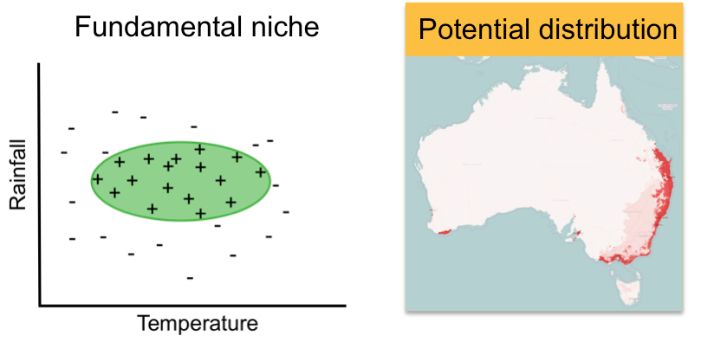 Fundamental niche
Rainfall
Temperature
Potential distribution